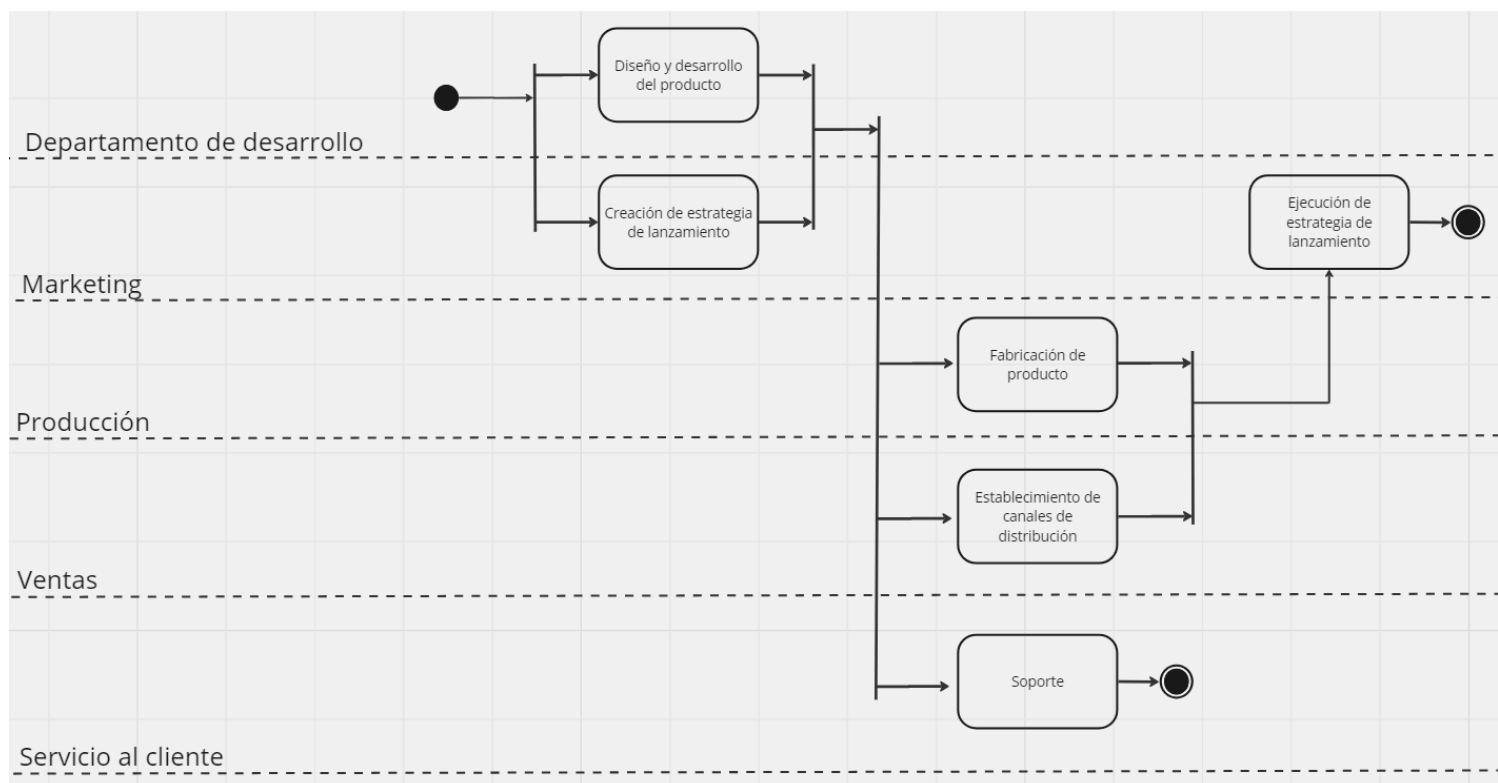 Diseño y desarrollo
del producto
Departamento de desarrollo
Creación de estrategia
de lanzamiento
Ejecución de
estrategia de
lanzamiento
Marketing
Fabricación de
producto
Producción
Establecimiento de
canales de
distribución
Ventas
Soporte
Servicio al cliente